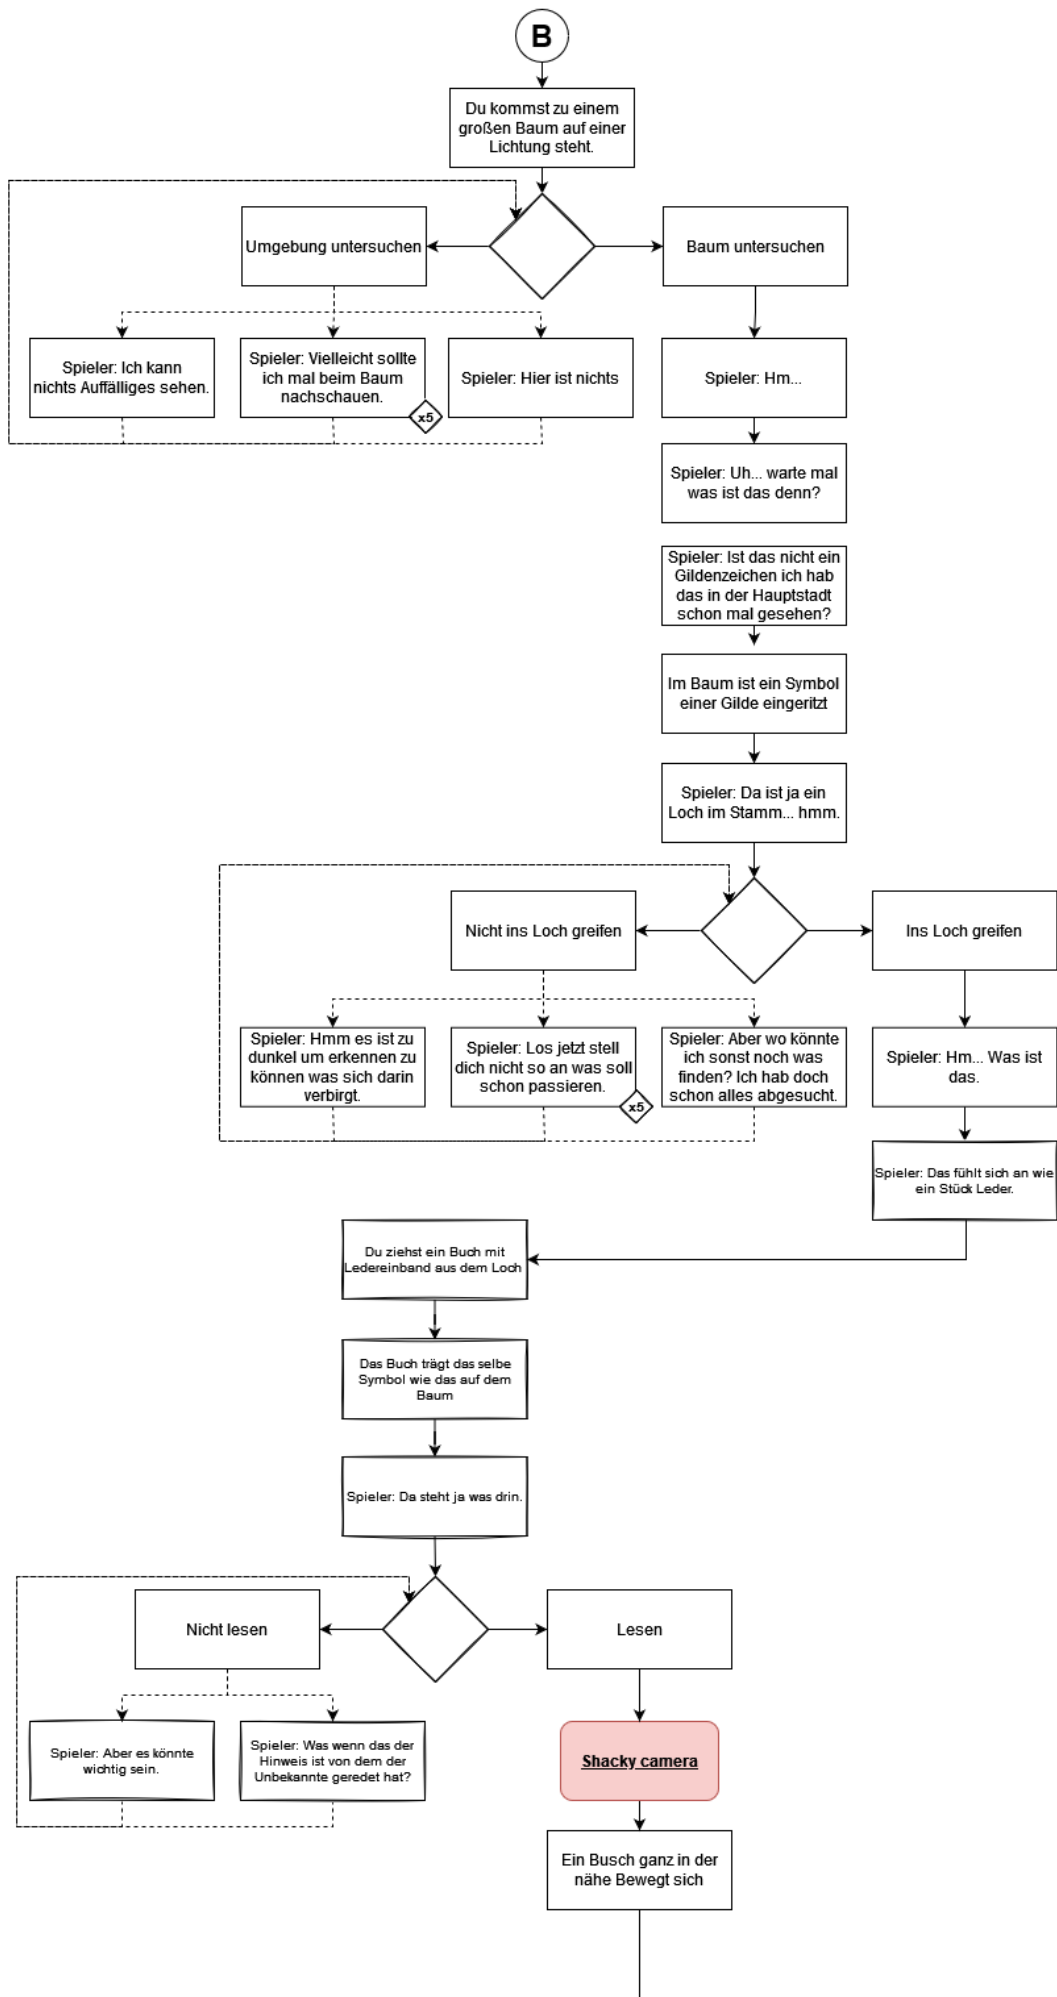 B
Du kommst zu einem
großen Baum auf einer
Lichtung steht.
Umgebung untersuchen
Baum untersuchen
Spieler: Ich kann
nichts Auffälliges sehen.
Spieler: Vielleicht sollte
ich mal beim Baum
nachschauen.
x5
Spieler: Hier ist nichts
Spieler: Hm...
Spieler: Uh... warte mal
was ist das denn?
Spieler: Ist das nicht ein
Gildenzeichen ich hab
das in der Hauptstadt
schon mal gesehen?
Im Baum ist ein Symbol
einer Gilde eingeritzt
Spieler: Da ist ja ein
Loch im Stamm... hmm.
Nicht ins Loch greifen
Ins Loch greifen
Spieler: Hmm es ist zu
dunkel um erkennen zu
können was sich darin
verbirgt.
Spieler: Los jetzt stell
dich nicht so an was soll
schon passieren.
x5
Spieler: Aber wo könnte
ich sonst noch was
finden? Ich hab doch
schon alles abgesucht.
Spieler: Hm... Was ist
das.
Spieler: Das fühlt sich an wie
ein Stück Leder.
Du ziehst ein Buch mit
Ledereinband aus dem Loch
Das Buch trägt das selbe
Symbol wie das auf dem
Baum
Spieler: Da steht ja was drin.
Nicht lesen
Lesen
Spieler: Aber es könnte
wichtig sein.
Spieler: Was wenn das der
Hinweis ist von dem der
Unbekannte geredet hat?
Shacky camera
Ein Busch ganz in der
nähe Bewegt sich